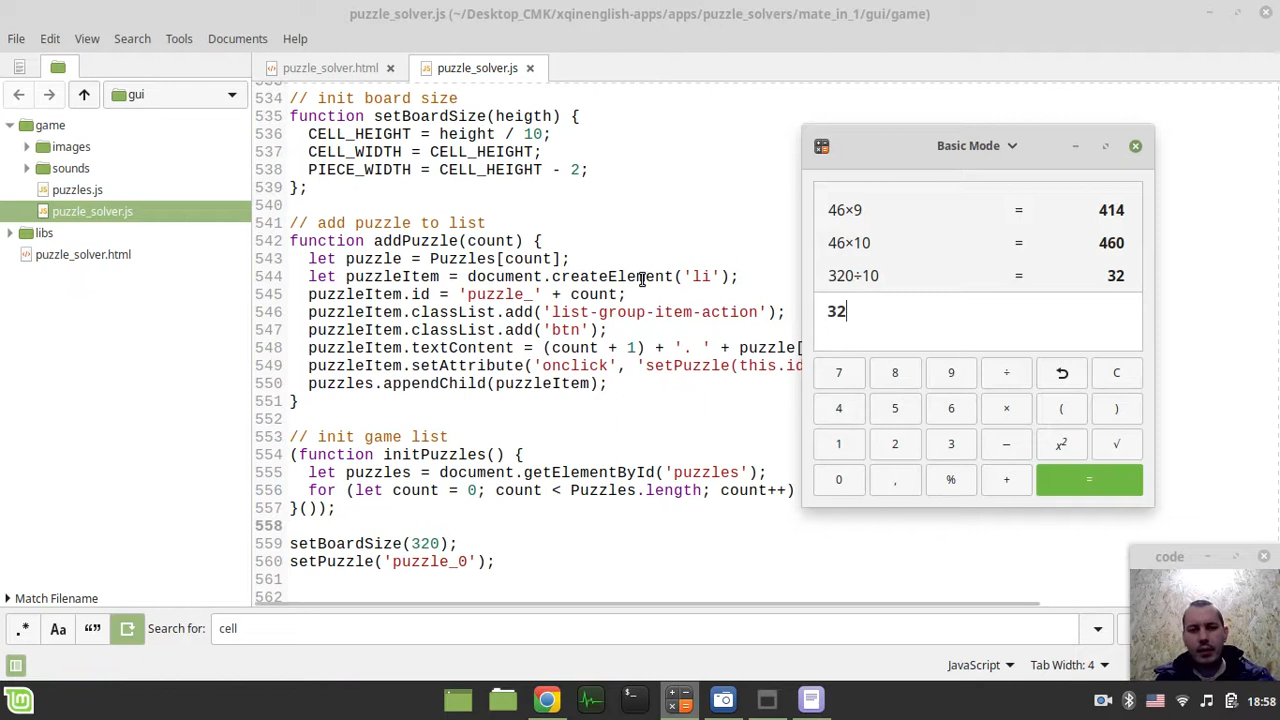 puzzle_solver.js (~/Desktop_CMK/xqinenglish-apps/apps/puzzle_solvers/mate_in_1/gui/game)
File Edit View Search Tools Documents Help
puzzle_solver.html
puzzle_solver.js
gui
game
images
sounds
puzzles.js
puzzle_solver.js
libs
puzzle_solver.html
Match Filename
534 // init board size
535 function setBoardSize(heigth) {
536 CELL_HEIGHT = height / 10;
537 CELL_WIDTH = CELL_HEIGHT;
538 PIECE_WIDTH = CELL_HEIGHT - 2;
539 };
540
541 // add puzzle to list
542 function addPuzzle(count) {
543 let puzzle = Puzzles[count];
544 let puzzleItem = document.createElement('li');
545 puzzleItem.id = 'puzzle_' + count;
546 puzzleItem.classList.add('list-group-item-action');
547 puzzleItem.classList.add('btn');
548 puzzleItem.textContent = (count + 1) + '. ' + puzzle[
549 puzzleItem.setAttribute('onclick', 'setPuzzle(this.id
550 puzzles.appendChild(puzzleItem);
551 }
552
553 // init game list
554 (function initPuzzles() {
555 let puzzles = document.getElementById('puzzles');
556 for (let count = 0; count < Puzzles.length; count++)
557 }());
558
559 setBoardSize(320);
560 setPuzzle('puzzle_0');
561
562
Basic Mode
46×9 = 414
46×10 = 460
320÷10 = 32
32
7 8 9 ÷ C
4 5 6 × ( )
1 2 3 − x² √
0 , % + =
code
.* Aa Search for: cell
JavaScript Tab Width: 4
18:58